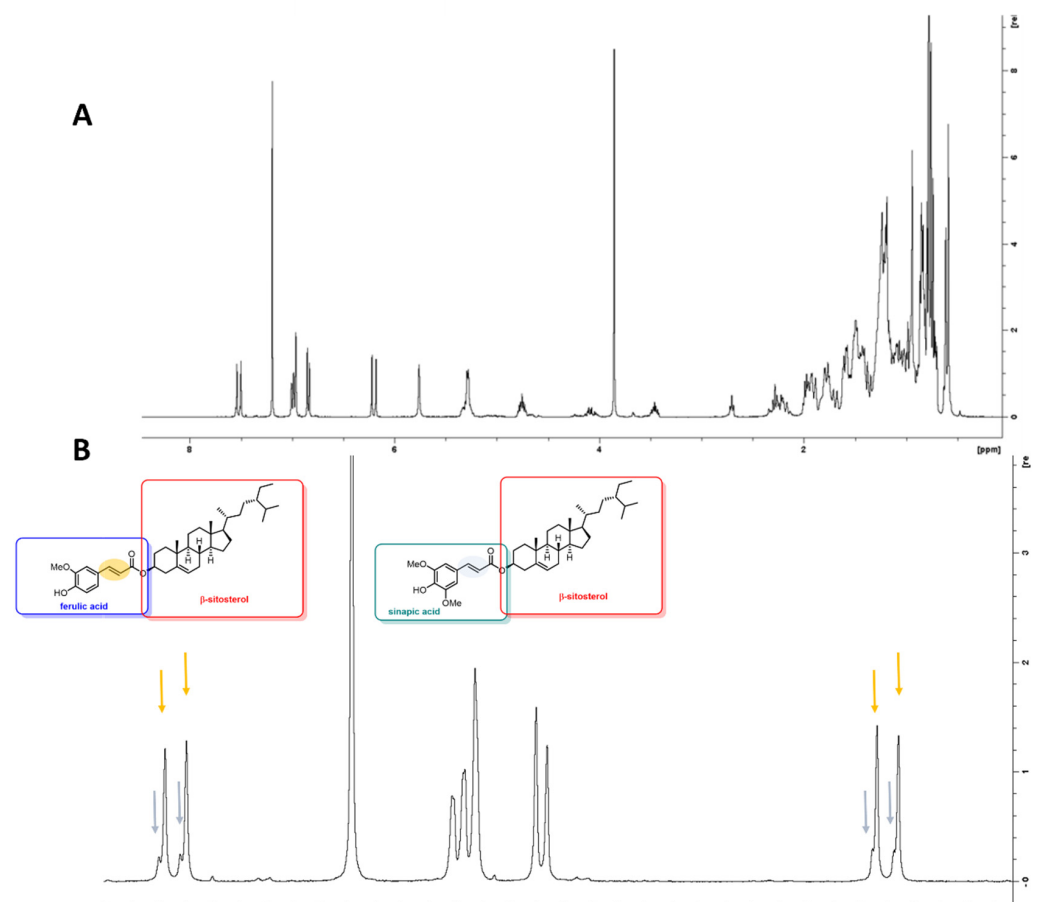 [re
A
8
6
4
2
0
8 6 4 2 [ppm]
B
[re
MeO
HO
O
O
H
H
H
ferulic acid
β-sitosterol
MeO
HO
OMe
O
O
H
H
H
sinapic acid
β-sitosterol
3
2
1
-0